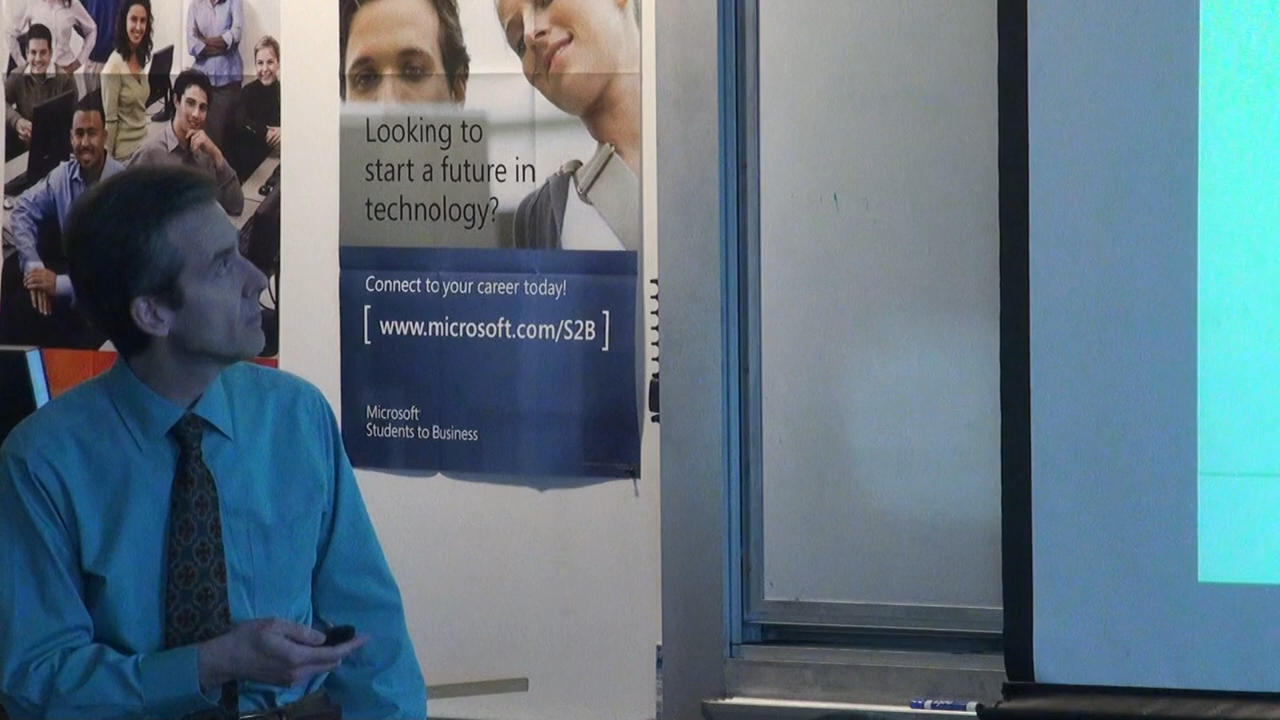 Looking to
start a future in
technology?
Connect to your career today!
[ www.microsoft.com/S2B ]
Microsoft
Students to Business